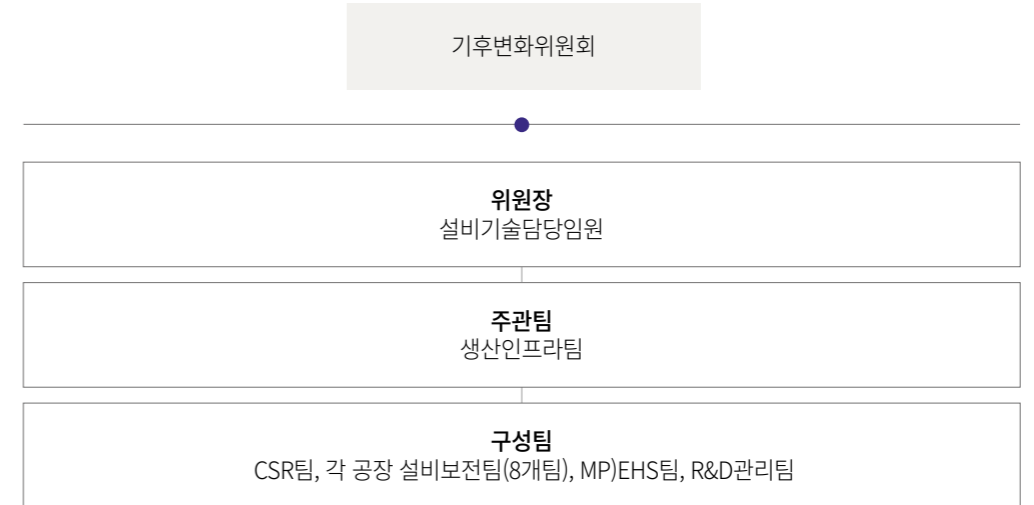 기후변화위원회
위원장
설비기술담당임원
주관팀
생산인프라팀
구성팀
CSR팀, 각 공장 설비보전팀(8개팀), MP)EHS팀, R&D관리팀